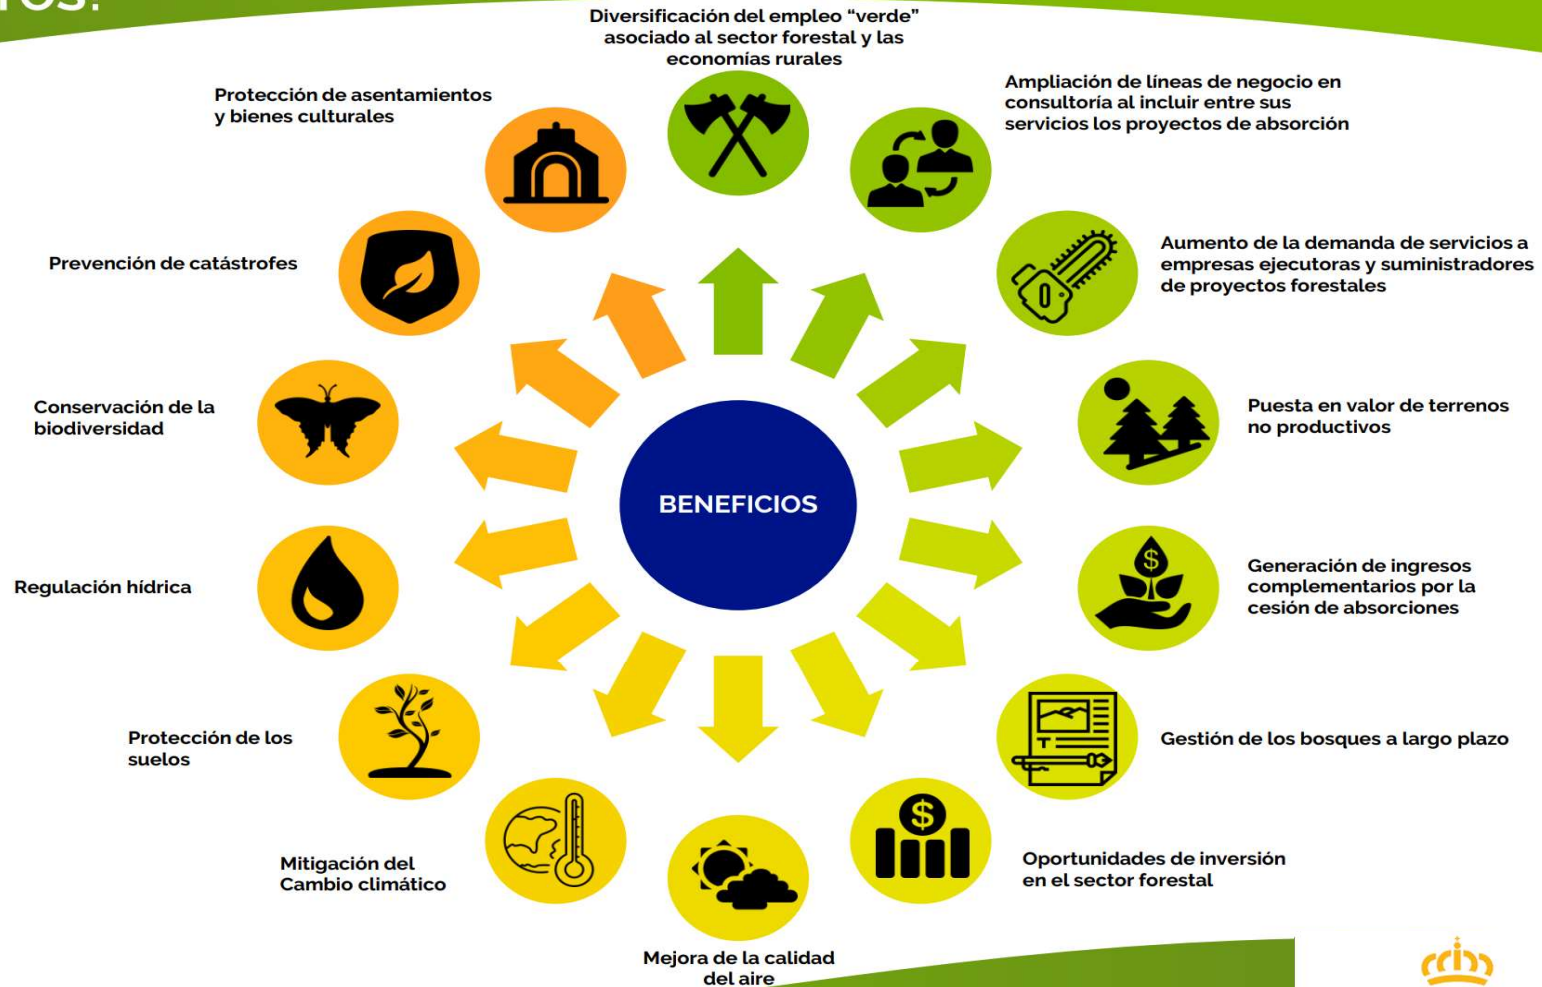 Diversificación del empleo “verde”
asociado al sector forestal y las
economías rurales
Ampliación de líneas de negocio en
consultoría al incluir entre sus
servicios los proyectos de absorción
Aumento de la demanda de servicios a
empresas ejecutoras y suministradores
de proyectos forestales
Puesta en valor de terrenos
no productivos
Generación de ingresos
complementarios por la
cesión de absorciones
Gestión de los bosques a largo plazo
Oportunidades de inversión
en el sector forestal
Mejora de la calidad
del aire
Mitigación del
Cambio climático
Protección de los
suelos
Regulación hídrica
Conservación de la
biodiversidad
Prevención de catástrofes
Protección de asentamientos
y bienes culturales
BENEFICIOS